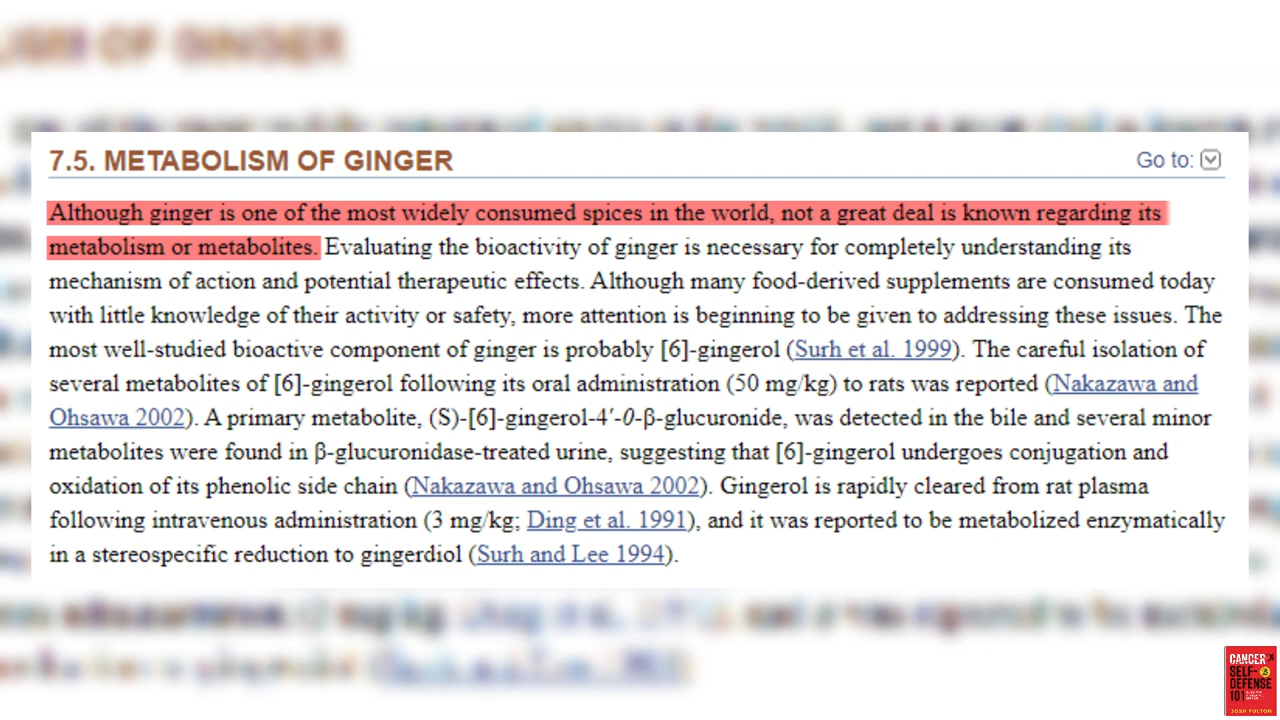 7.5. METABOLISM OF GINGER
Go to:
Although ginger is one of the most widely consumed spices in the world, not a great deal is known regarding its
metabolism or metabolites. Evaluating the bioactivity of ginger is necessary for completely understanding its
mechanism of action and potential therapeutic effects. Although many food-derived supplements are consumed today
with little knowledge of their activity or safety, more attention is beginning to be given to addressing these issues. The
most well-studied bioactive component of ginger is probably [6]-gingerol (Surh et al. 1999). The careful isolation of
several metabolites of [6]-gingerol following its oral administration (50 mg/kg) to rats was reported (Nakazawa and
Ohsawa 2002). A primary metabolite, (S)-[6]-gingerol-4′-0-β-glucuronide, was detected in the bile and several minor
metabolites were found in β-glucuronidase-treated urine, suggesting that [6]-gingerol undergoes conjugation and
oxidation of its phenolic side chain (Nakazawa and Ohsawa 2002). Gingerol is rapidly cleared from rat plasma
following intravenous administration (3 mg/kg; Ding et al. 1991), and it was reported to be metabolized enzymatically
in a stereospecific reduction to gingerdiol (Surh and Lee 1994).
CANCER
SELF-
DEFENSE
101
JOSH FULTON